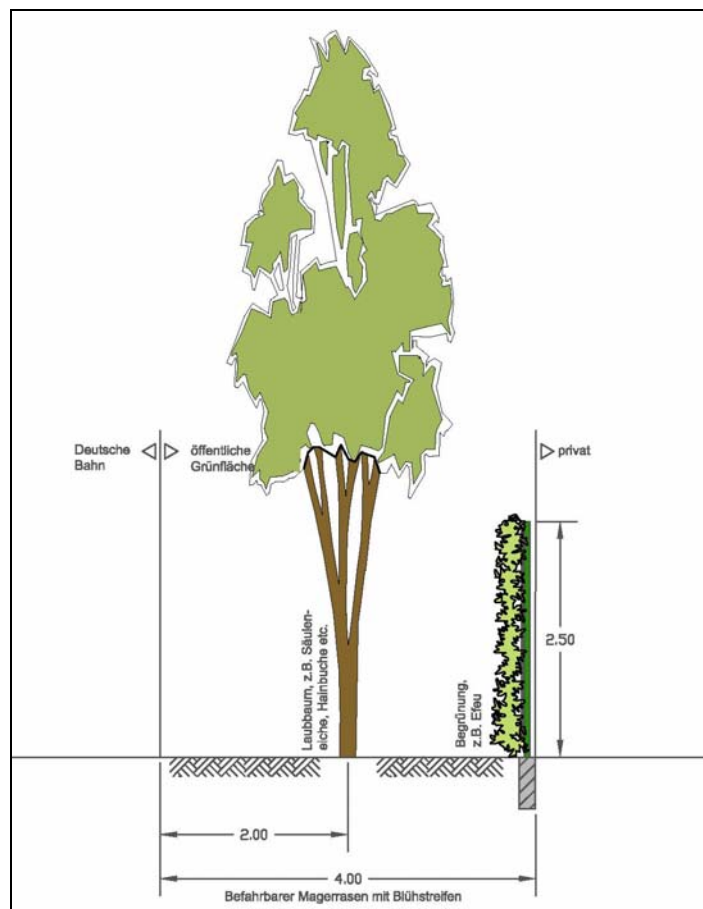 Deutsche
Bahn
öffentliche
Grünfläche
privat
Laubbaum, z.B. Säulen-
eiche, Hainbuche etc.
Begrünung,
z.B. Efeu
2.50
2.00
4.00
Befahrbarer Magerrasen mit Blühstreifen